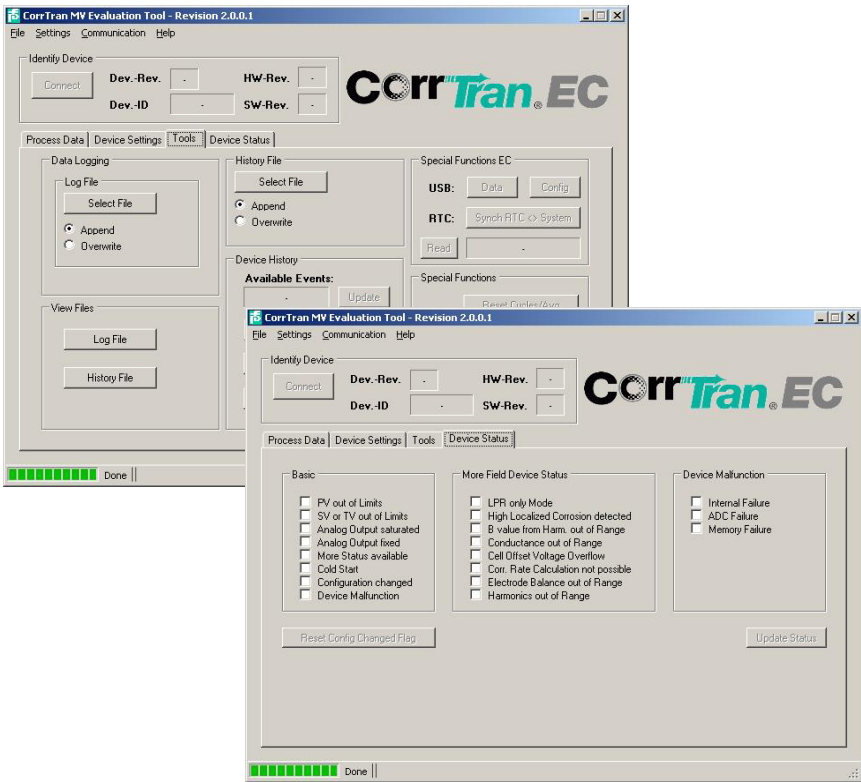 CorrTran MV Evaluation Tool - Revision 2.0.0.1
File Settings Communication Help
Identify Device
Connect
Dev.-Rev. -
HW-Rev. -
Dev.-ID -
SW-Rev. -
CorrTran® EC
Process Data Device Settings Tools Device Status
Data Logging
Log File
Select File
Append
Overwrite
View Files
Log File
History File
History File
Select File
Append
Overwrite
Device History
Available Events:
- Update
Special Functions EC
USB: Data Config
RTC: Synch RTC <> System
Read -
Special Functions
Reset Cycles/Avg
Done
CorrTran MV Evaluation Tool - Revision 2.0.0.1
File Settings Communication Help
Identify Device
Connect
Dev.-Rev. -
HW-Rev. -
Dev.-ID -
SW-Rev. -
CorrTran® EC
Process Data Device Settings Tools Device Status
Basic
PV out of Limits
SV or TV out of Limits
Analog Output saturated
Analog Output fixed
More Status available
Cold Start
Configuration changed
Device Malfunction
More Field Device Status
LPR only Mode
High Localized Corrosion detected
B value from Harm. out of Range
Conductance out of Range
Cell Offset Voltage Overflow
Corr. Rate Calculation not possible
Electrode Balance out of Range
Harmonics out of Range
Device Malfunction
Internal Failure
ADC Failure
Memory Failure
Reset Config Changed Flag
Update Status
Done